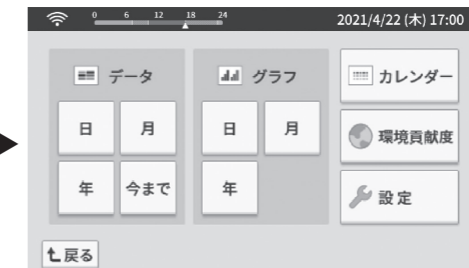 0 6 12 18 24
2021/4/22 (木) 17:00
データ
日 月
年 今まで
グラフ
日 月
年
カレンダー
環境貢献度
設定
戻る